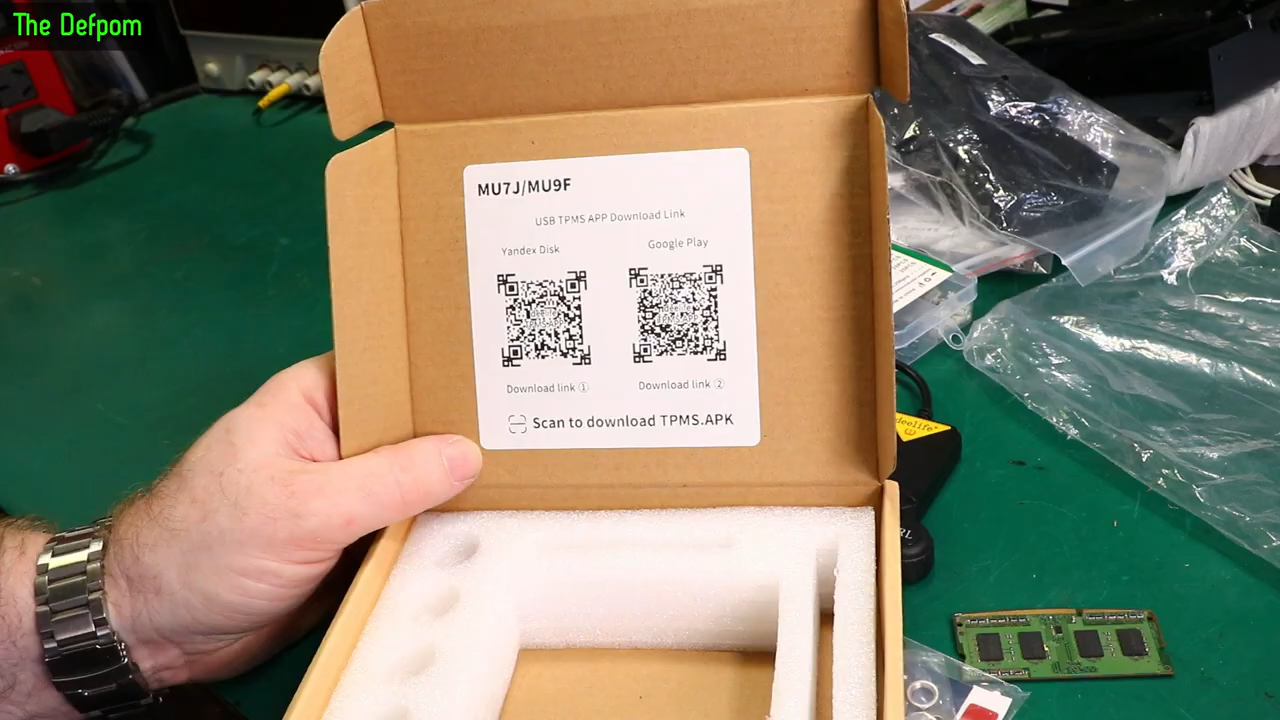 The Defpom
MU7J/MU9F
USB TPMS APP Download Link
Yandex Disk
Google Play
Download link ①
Download link ②
Scan to download TPMS.APK
deelife